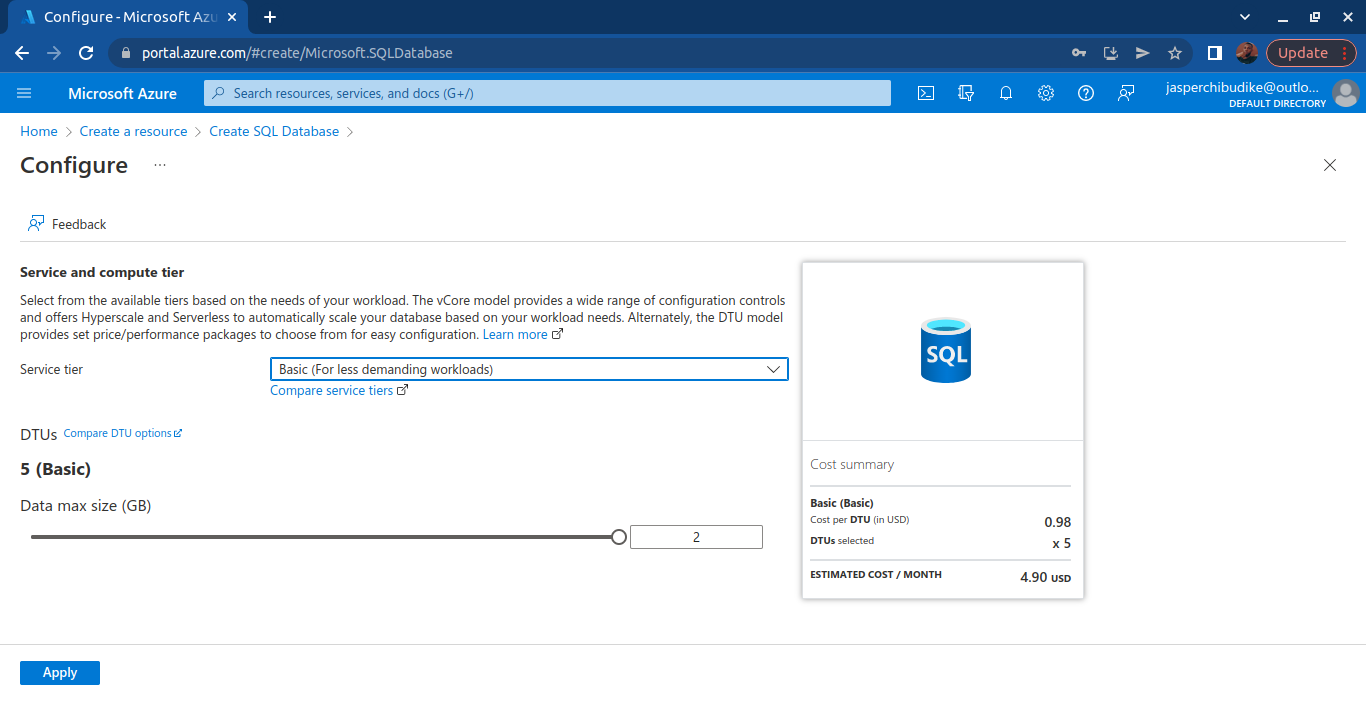 Configure - Microsoft Azu
portal.azure.com/#create/Microsoft.SQLDatabase
Update
Microsoft Azure
Search resources, services, and docs (G+/)
jasperchibudike@outlo...
DEFAULT DIRECTORY
Home
Create a resource
Create SQL Database
Configure
...
Feedback
Service and compute tier
Select from the available tiers based on the needs of your workload. The vCore model provides a wide range of configuration controls
and offers Hyperscale and Serverless to automatically scale your database based on your workload needs. Alternately, the DTU model
provides set price/performance packages to choose from for easy configuration. Learn more
Service tier
Basic (For less demanding workloads)
Compare service tiers
DTUs Compare DTU options
5 (Basic)
Data max size (GB)
2
SQL
Cost summary
Basic (Basic)
Cost per DTU (in USD) 0.98
DTUs selected x 5
ESTIMATED COST / MONTH 4.90 USD
Apply